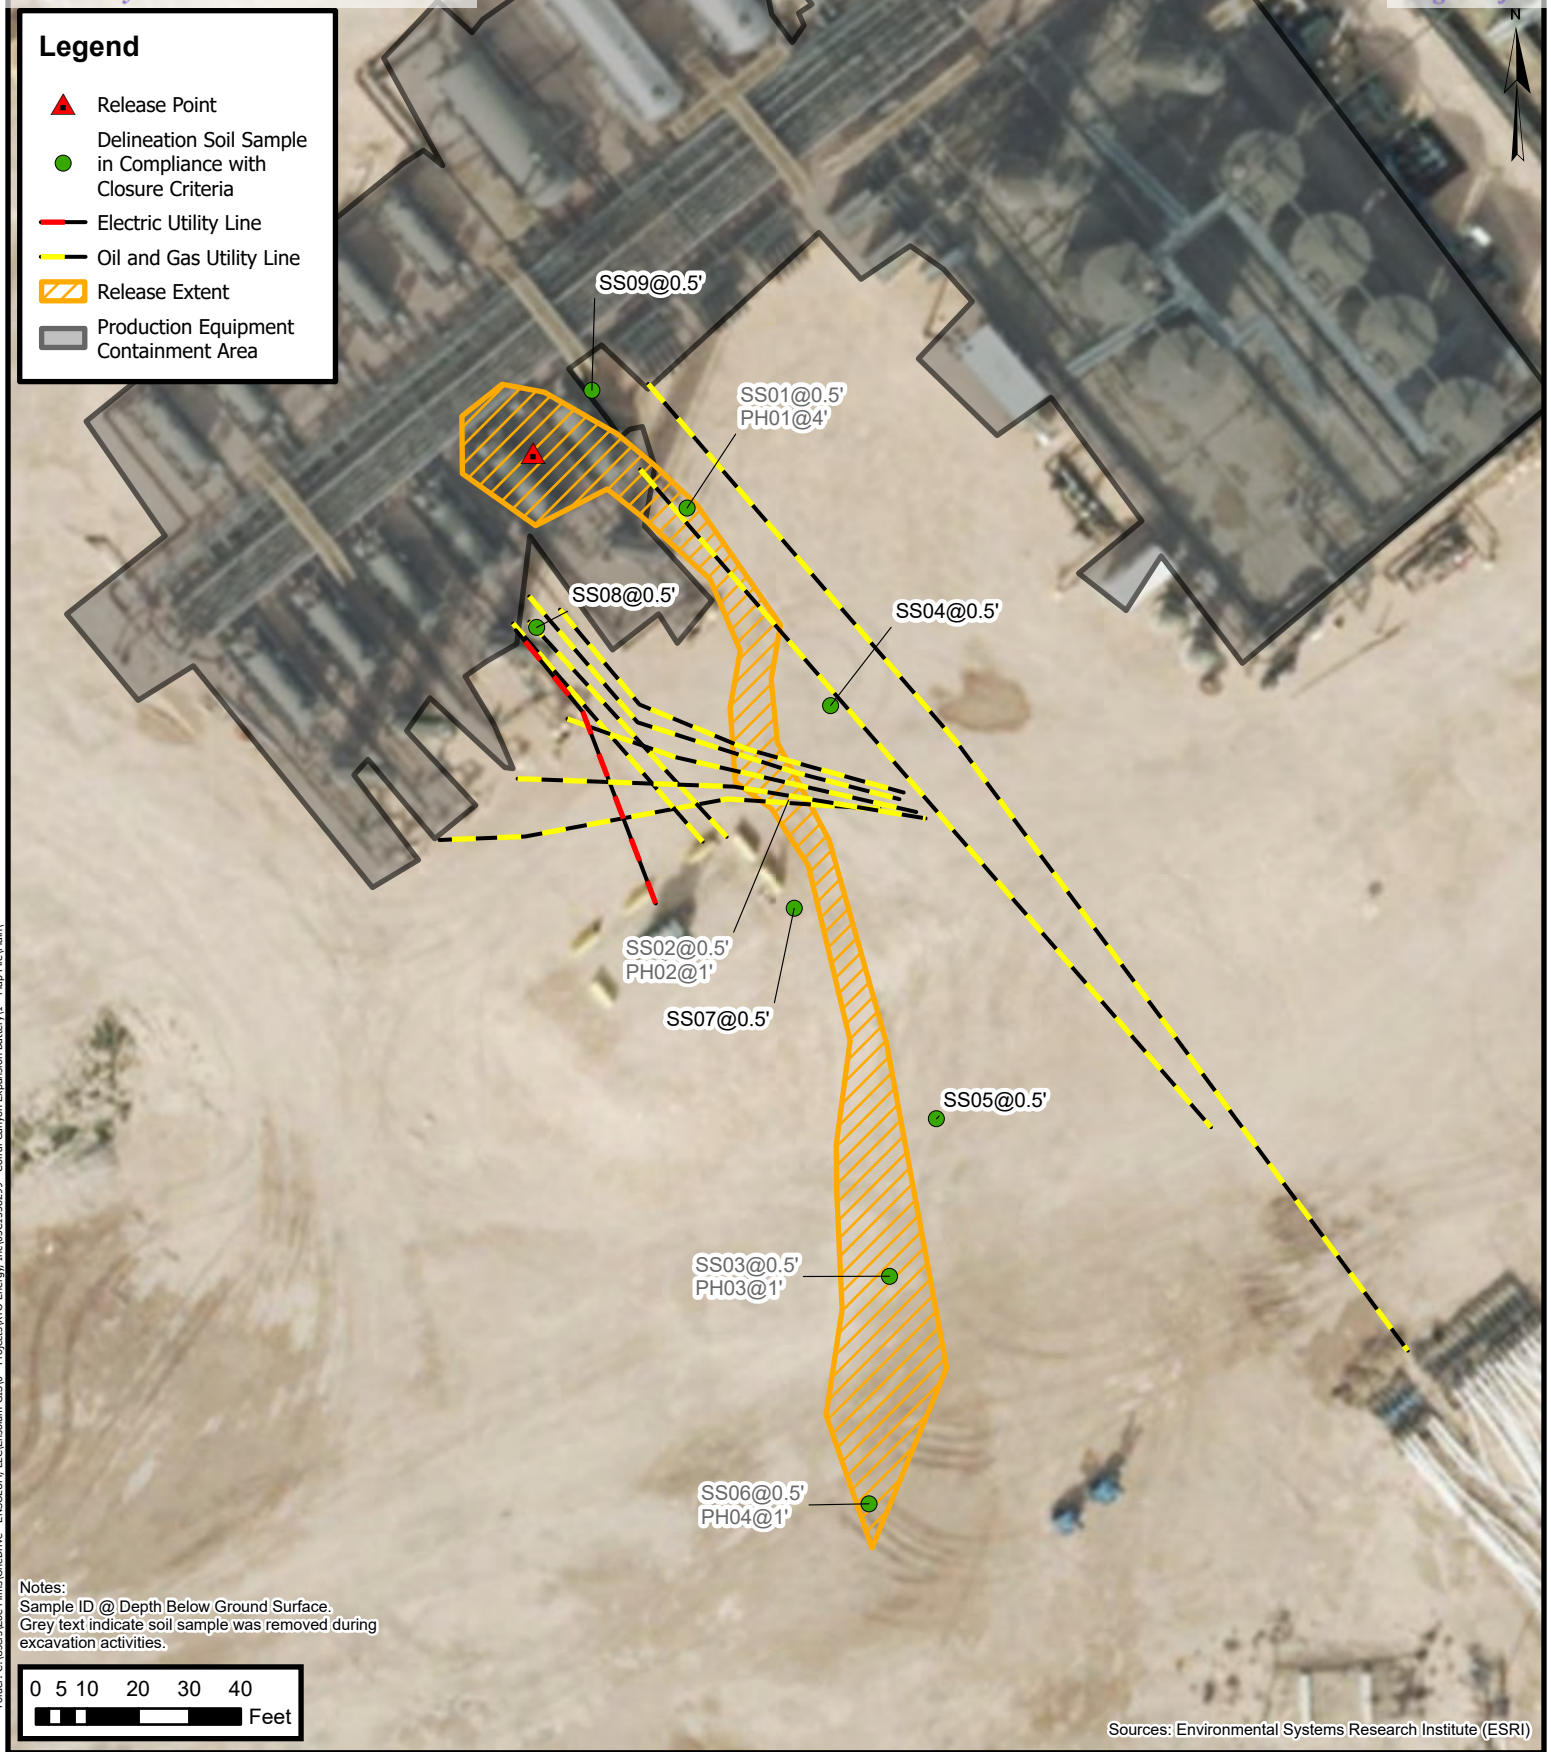 Legend
Release Point
Delineation Soil Sample
in Compliance with
Closure Criteria
Electric Utility Line
Oil and Gas Utility Line
Release Extent
Production Equipment
Containment Area
N
SS09@0.5'
SS01@0.5'
PH01@4'
SS08@0.5'
SS04@0.5'
SS02@0.5'
PH02@1'
SS07@0.5'
SS05@0.5'
SS03@0.5'
PH03@1'
SS06@0.5'
PH04@1'
Notes:
Sample ID @ Depth Below Ground Surface.
Grey text indicate soil sample was removed during
excavation activities.
0 5 10 20 30 40
Feet
Sources: Environmental Systems Research Institute (ESRI)